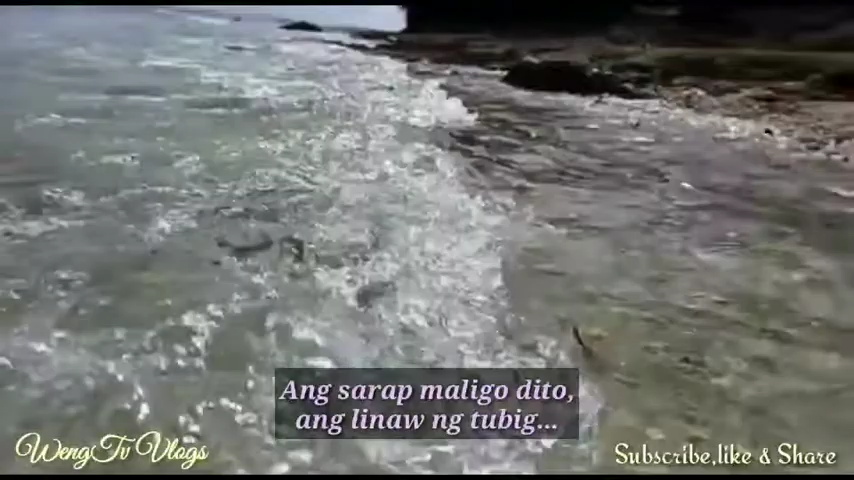 Ang sarap maligo dito,
ang linaw ng tubig...
WengTv Vlogs
Subscribe,like & Share